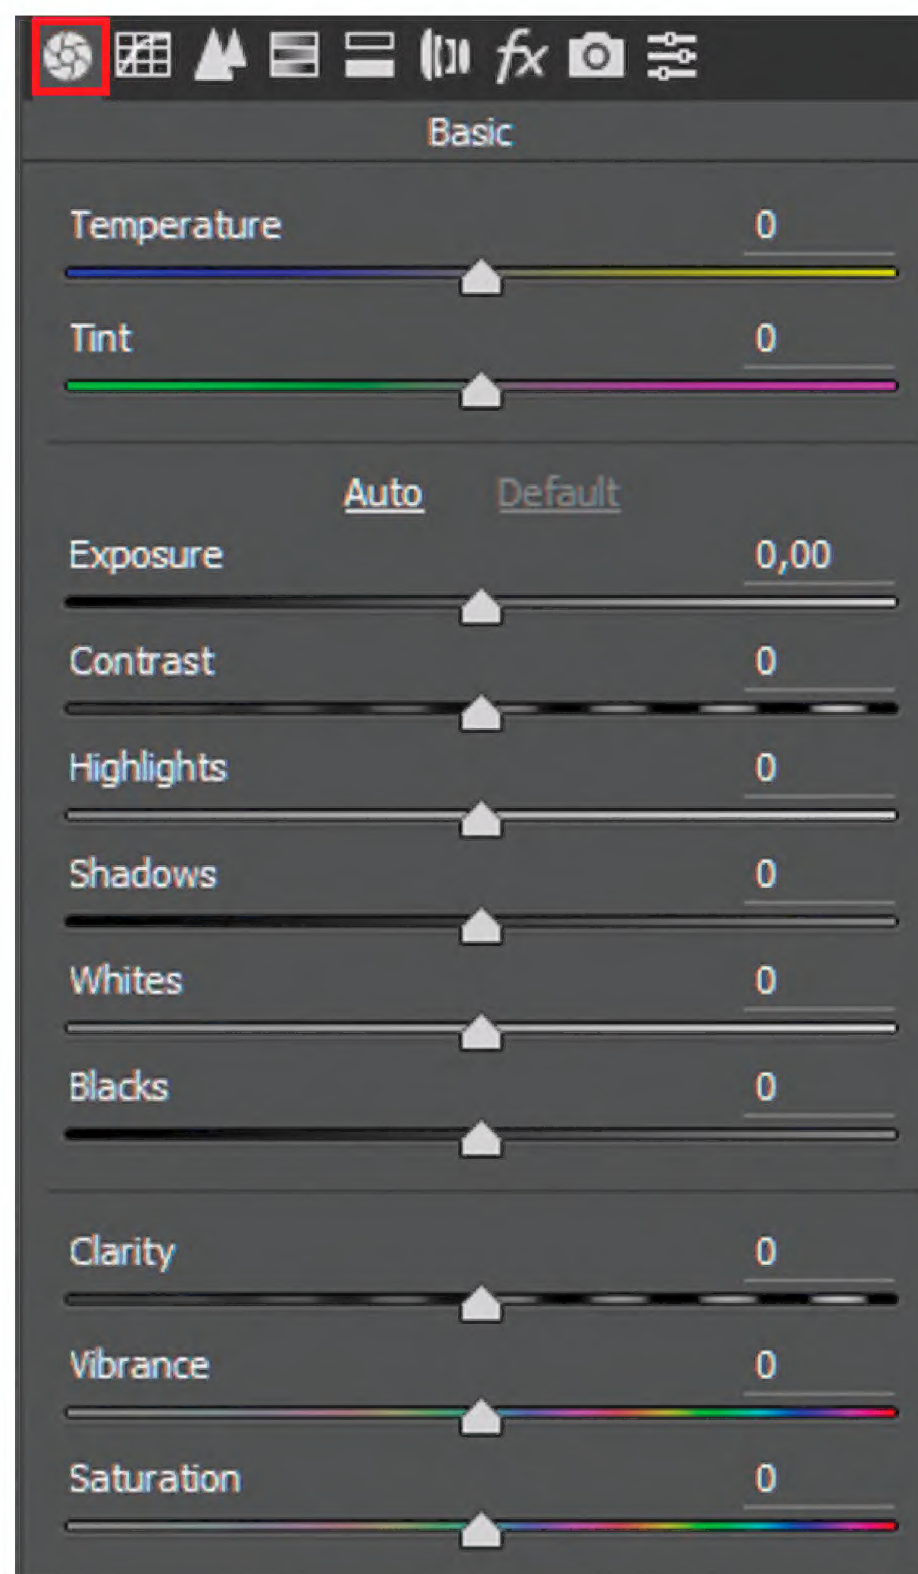 fx
Basic
Temperature 0
Tint 0
Auto Default
Exposure 0,00
Contrast 0
Highlights 0
Shadows 0
Whites 0
Blacks 0
Clarity 0
Vibrance 0
Saturation 0